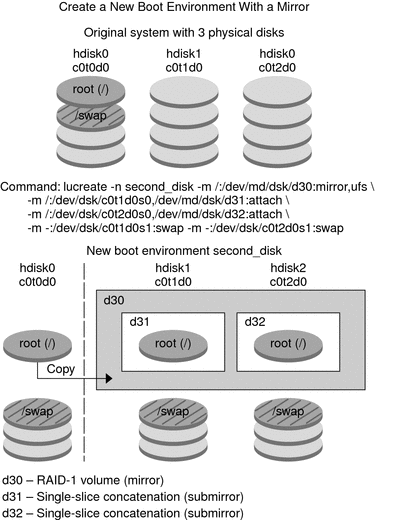 Create a New Boot Environment With a Mirror
Original system with 3 physical disks
hdisk0 hdisk1 hdisk0
c0t0d0 c0t1d0 c0t2d0
root (/)
/swap
Command: lucreate -n second_disk -m /:/dev/md/dsk/d30:mirror,ufs \
-m /:/dev/dsk/c0t1d0s0,/dev/md/dsk/d31:attach \
-m /:/dev/dsk/c0t2d0s0,/dev/md/dsk/d32:attach \
-m -:/dev/dsk/c0t1d0s1:swap -m -:/dev/dsk/c0t2d0s1:swap
New boot environment second_disk
hdisk0 hdisk1 hdisk2
c0t0d0 c0t1d0 c0t2d0
d30
d31 d32
root (/) root (/) root (/)
Copy
/swap /swap /swap
d30 – RAID-1 volume (mirror)
d31 – Single-slice concatenation (submirror)
d32 – Single-slice concatenation (submirror)